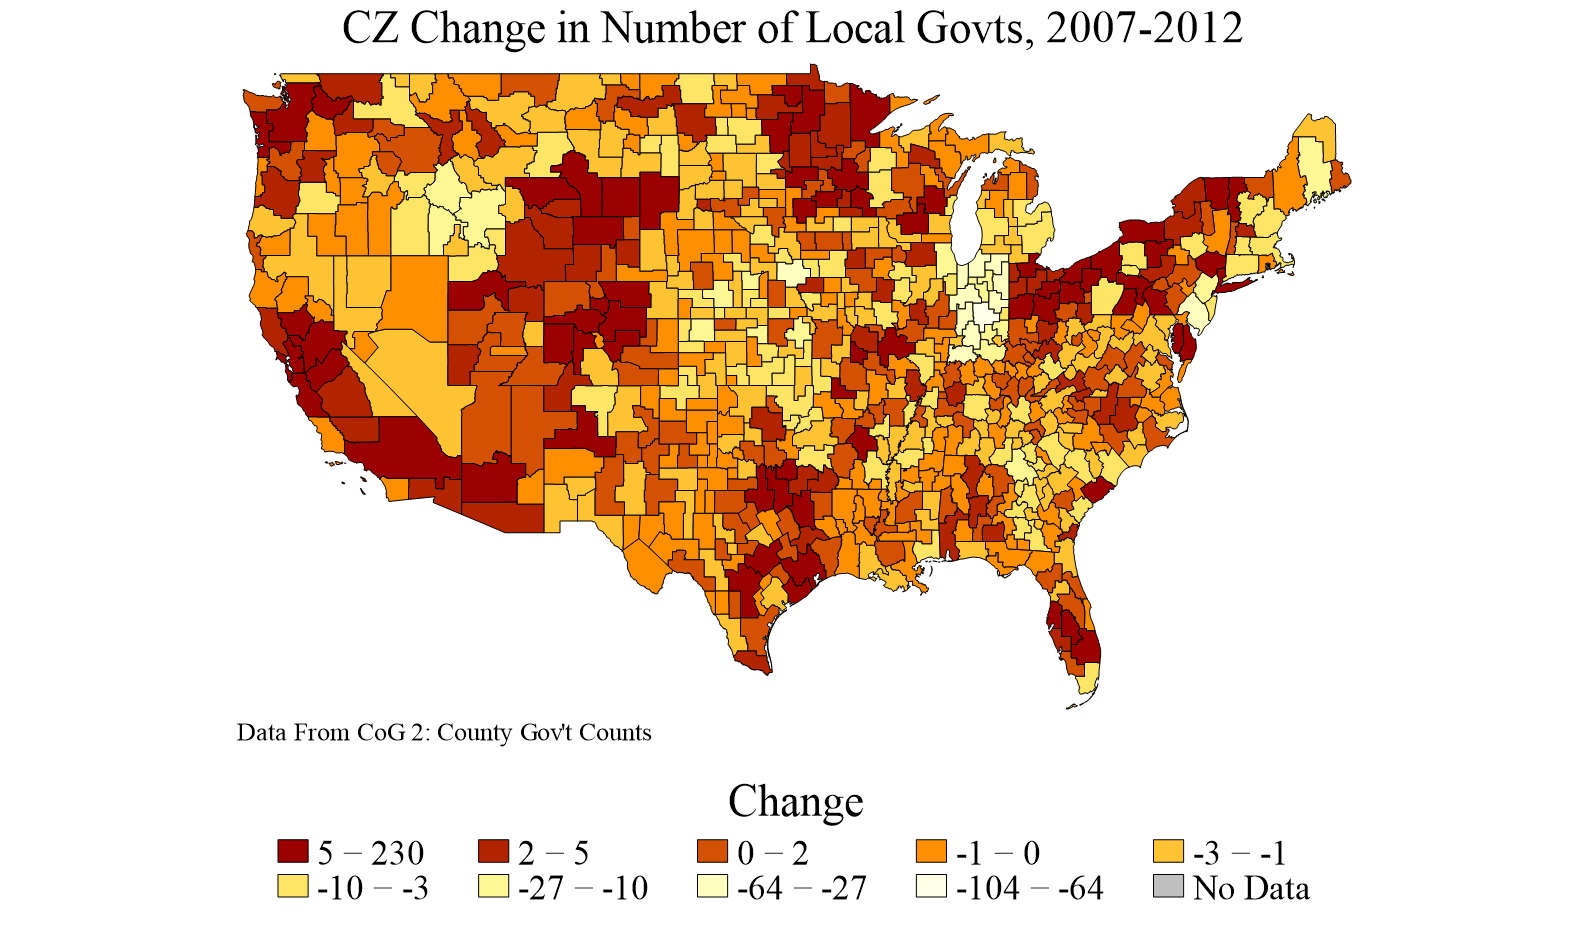 CZ Change in Number of Local Govts, 2007-2012
Data From CoG 2: County Gov't Counts
Change
5 − 230 2 − 5 0 − 2 -1 − 0 -3 − -1
-10 − -3 -27 − -10 -64 − -27 -104 − -64 No Data